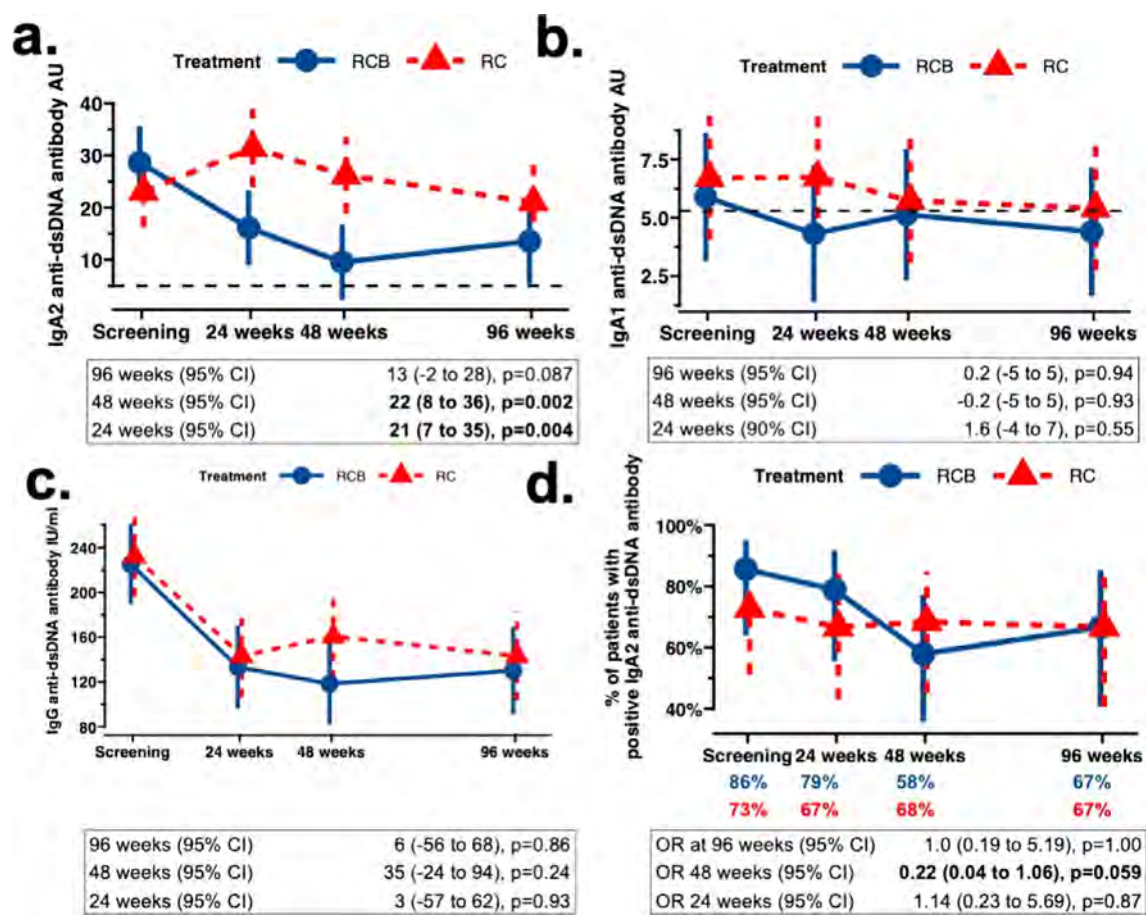 a.
Treatment RCB RC
IgA2 anti-dsDNA antibody AU
40
30
20
10
Screening 24 weeks 48 weeks 96 weeks
96 weeks (95% CI) 13 (-2 to 28), p=0.087
48 weeks (95% CI) 22 (8 to 36), p=0.002
24 weeks (95% CI) 21 (7 to 35), p=0.004
b.
Treatment RCB RC
IgA1 anti-dsDNA antibody AU
7.5
5.0
2.5
Screening 24 weeks 48 weeks 96 weeks
96 weeks (95% CI) 0.2 (-5 to 5), p=0.94
48 weeks (95% CI) -0.2 (-5 to 5), p=0.93
24 weeks (90% CI) 1.6 (-4 to 7), p=0.55
c.
Treatment RCB RC
IgG anti-dsDNA antibody IU/ml
240
200
160
120
80
Screening 24 weeks 48 weeks 96 weeks
96 weeks (95% CI) 6 (-56 to 68), p=0.86
48 weeks (95% CI) 35 (-24 to 94), p=0.24
24 weeks (95% CI) 3 (-57 to 62), p=0.93
d.
Treatment RCB RC
% of patients with
positive IgA2 anti-dsDNA antibody
100%
80%
60%
40%
Screening 24 weeks 48 weeks 96 weeks
86% 79% 58% 67%
73% 67% 68% 67%
OR at 96 weeks (95% CI) 1.0 (0.19 to 5.19), p=1.00
OR 48 weeks (95% CI) 0.22 (0.04 to 1.06), p=0.059
OR 24 weeks (95% CI) 1.14 (0.23 to 5.69), p=0.87